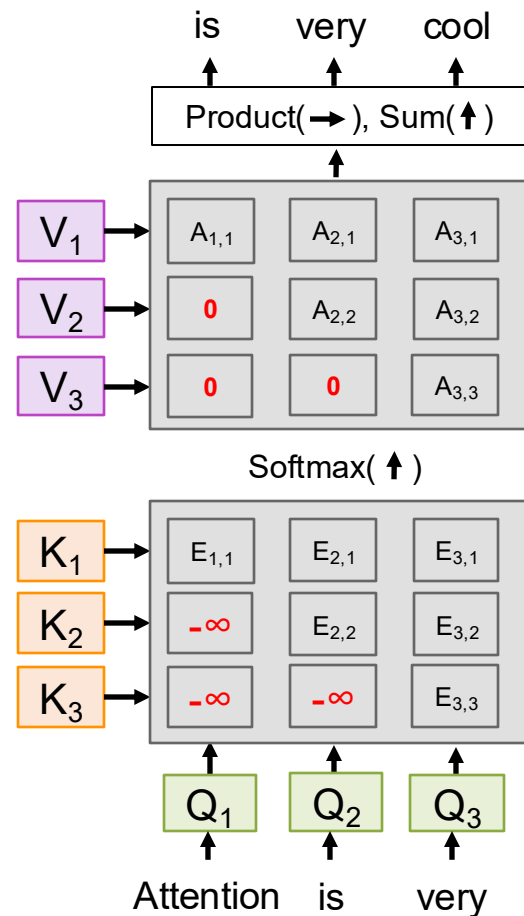 is very cool
Product(→), Sum(↑)
V₁ A₁,₁ A₂,₁ A₃,₁
V₂ 0 A₂,₂ A₃,₂
V₃ 0 0 A₃,₃
Softmax(↑)
K₁ E₁,₁ E₂,₁ E₃,₁
K₂ -∞ E₂,₂ E₃,₂
K₃ -∞ -∞ E₃,₃
Q₁ Q₂ Q₃
Attention is very